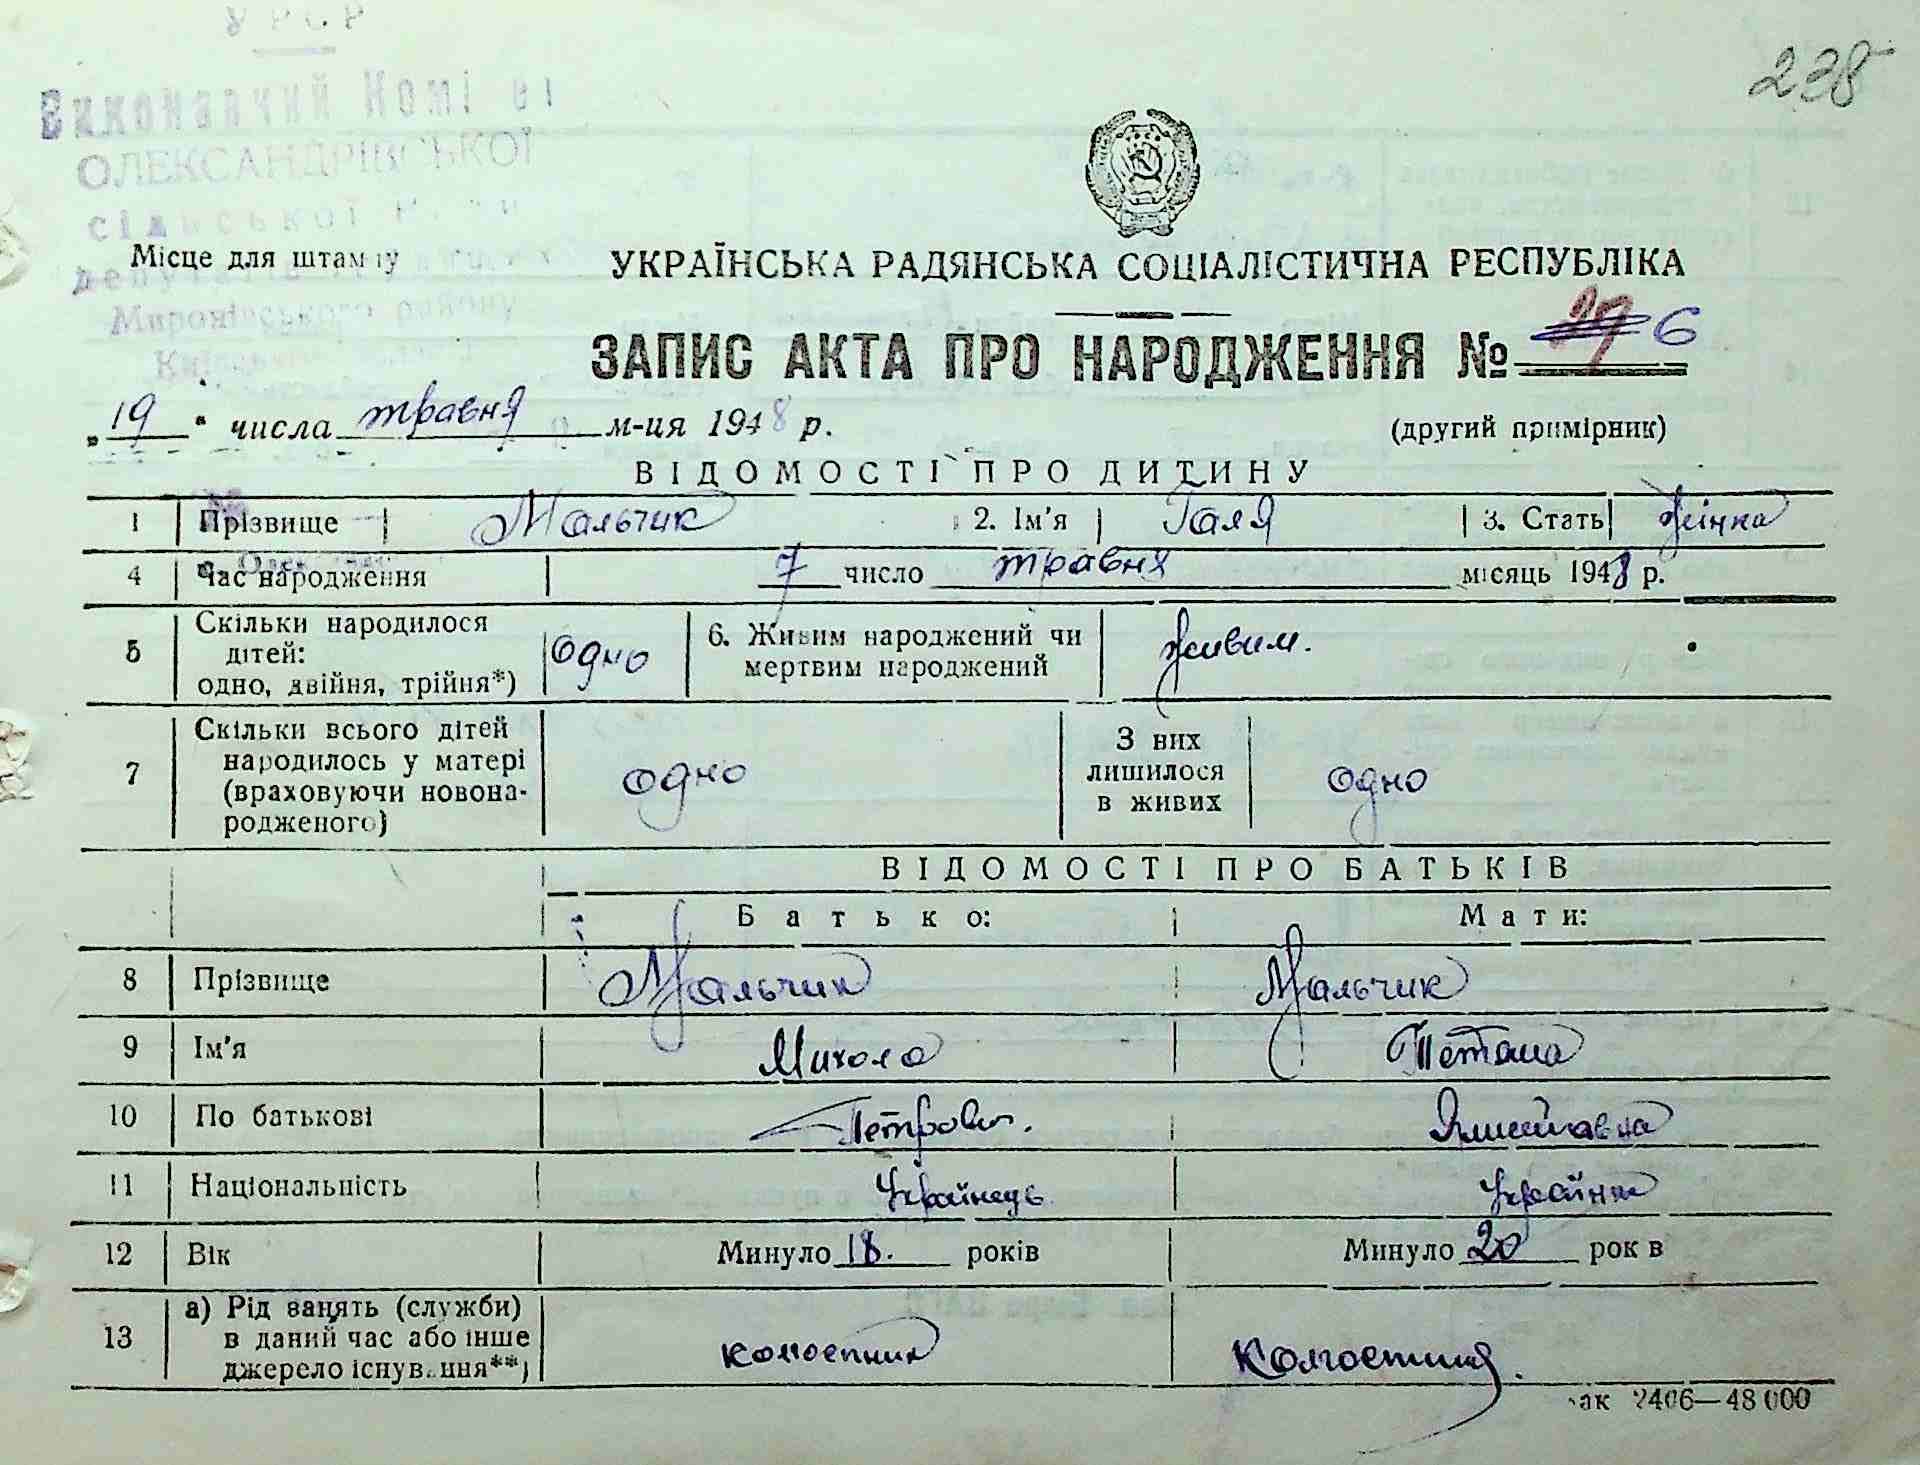 УРСР
238
Виконавчий Комітет
ОЛЕКСАНДРІВСЬКОЇ
сільської Ради
депутатів
Миронівського району
Місце для штампу
УКРАЇНСЬКА РАДЯНСЬКА СОЦІАЛІСТИЧНА РЕСПУБЛІКА
ЗАПИС АКТА ПРО НАРОДЖЕННЯ № 6
„19" числа травня м-ця 1948 р.
(другий примірник)
ВІДОМОСТІ ПРО ДИТИНУ
1 Прізвище Мальчик 2. Ім'я Галя 3. Стать жінка
4 Час народження 7 число травня місяць 1948 р.
5 Скільки народилося дітей: одно, двійня, трійня*) одно 6. Живим народжений чи мертвим народжений живим.
7 Скільки всього дітей народилось у матері (враховуючи новонародженого) одно З них лишилося в живих одно
ВІДОМОСТІ ПРО БАТЬКІВ
Батько: Мати:
8 Прізвище Мальчик Мальчик
9 Ім'я Микола Тетяна
10 По батькові Петрович.
11 Національність Українець Українка
12 Вік Минуло 18. років Минуло 20 рок в
13 а) Рід занять (служби) в даний час або інше джерело існування**) колгоспник колгоспниця.
ак 2406—48 000